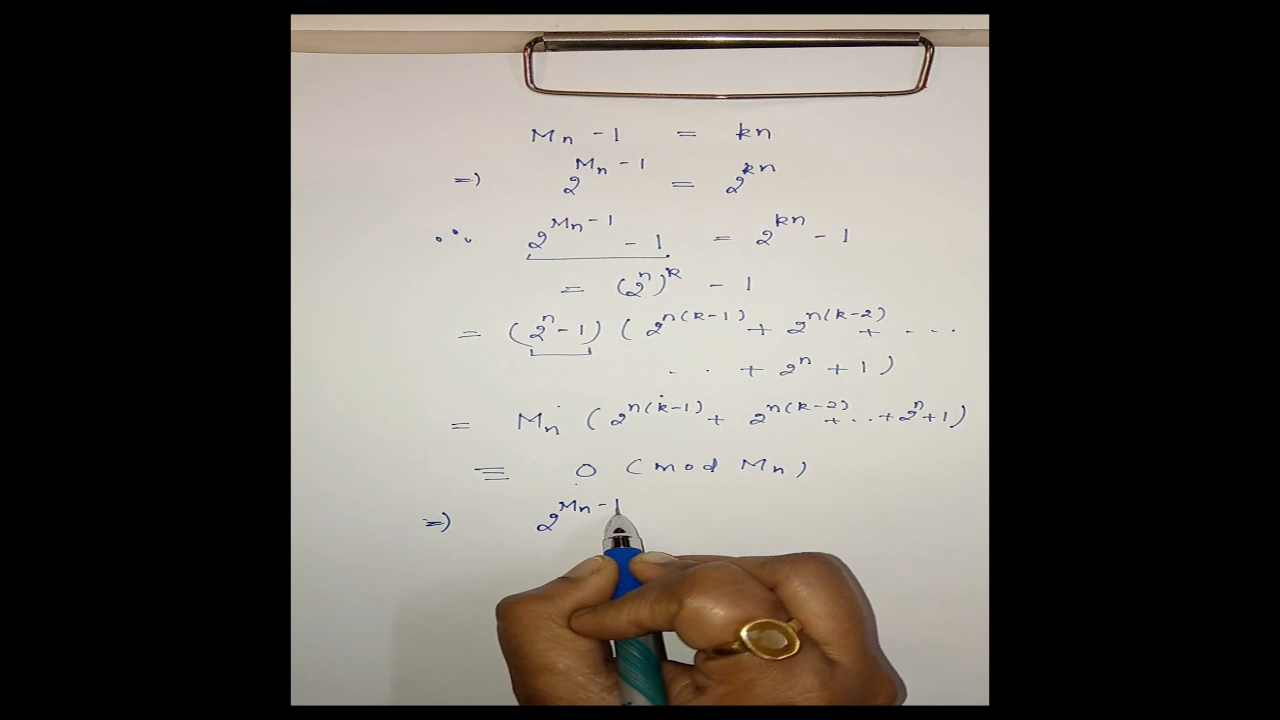 Mn - 1 = kn
=) 2^(Mn - 1) = 2^(kn)
∴ 2^(Mn - 1) - 1 = 2^(kn) - 1
= (2^n)^k - 1
= (2^n - 1) (2^(n(k-1)) + 2^(n(k-2)) + ...
.. + 2^n + 1)
= Mn (2^(n(k-1)) + 2^(n(k-2)) + .. + 2^n + 1)
≡ 0 (mod Mn)
=) 2^(Mn - 1)